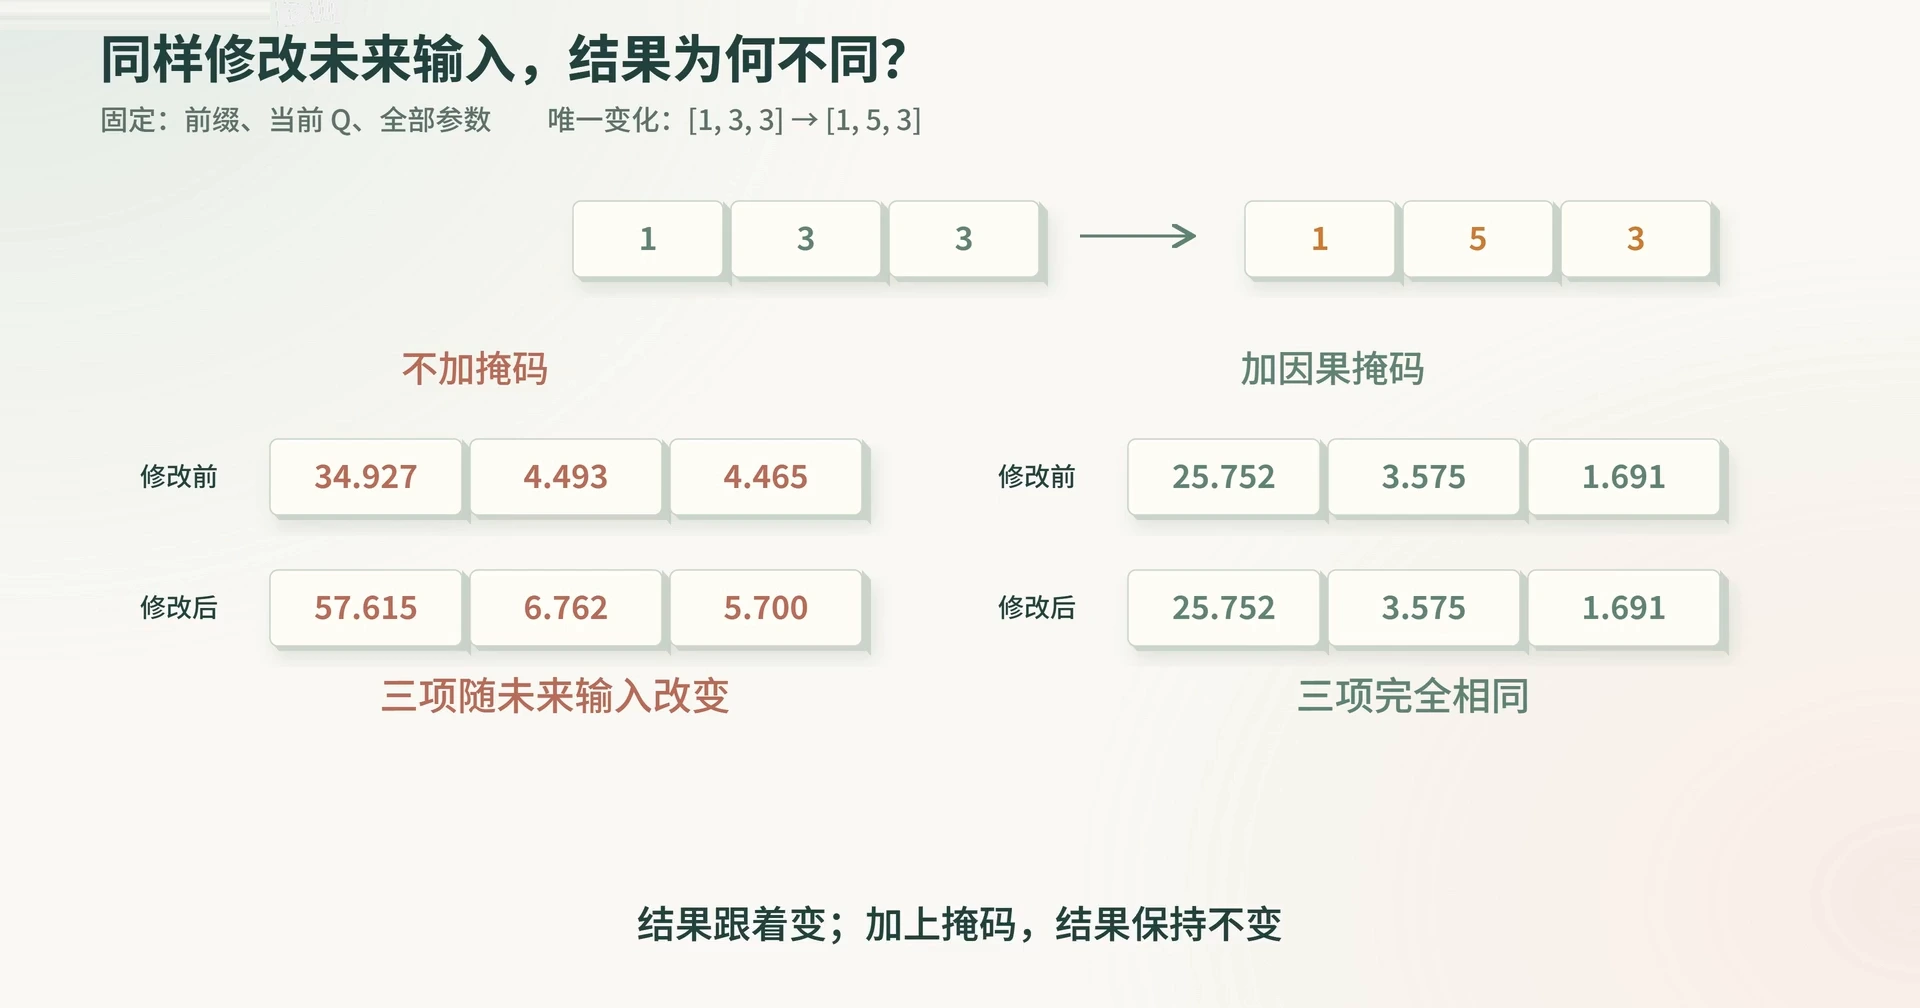 同样修改未来输入，结果为何不同？
固定：前缀、当前 Q、全部参数 唯一变化：[1, 3, 3] → [1, 5, 3]
1 3 3 → 1 5 3
不加掩码 加因果掩码
修改前 34.927 4.493 4.465 修改前 25.752 3.575 1.691
修改后 57.615 6.762 5.700 修改后 25.752 3.575 1.691
三项随未来输入改变 三项完全相同
结果跟着变；加上掩码，结果保持不变